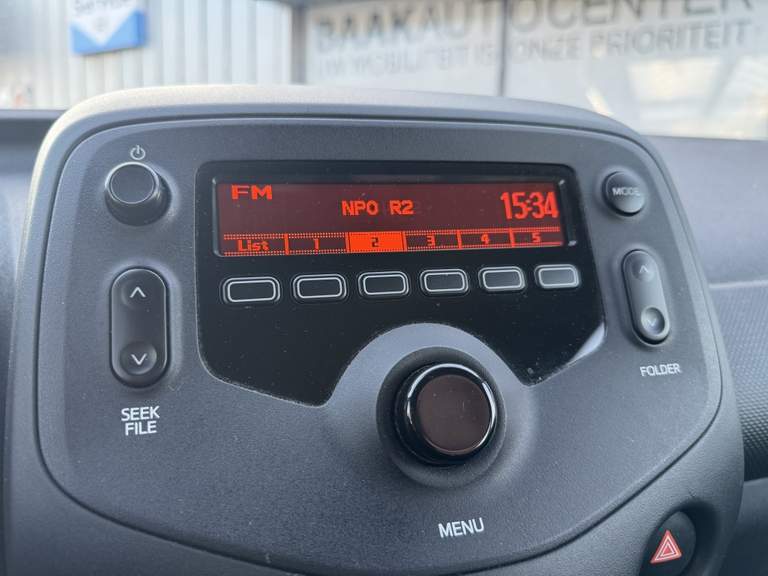 Service
BAAKAUTOCENTER
UW MOBILITEIT IS ONZE PRIORITEIT
FM
NPO R2
15:34
List 1 2 3 4 5
MODE
SEEK
FILE
FOLDER
MENU